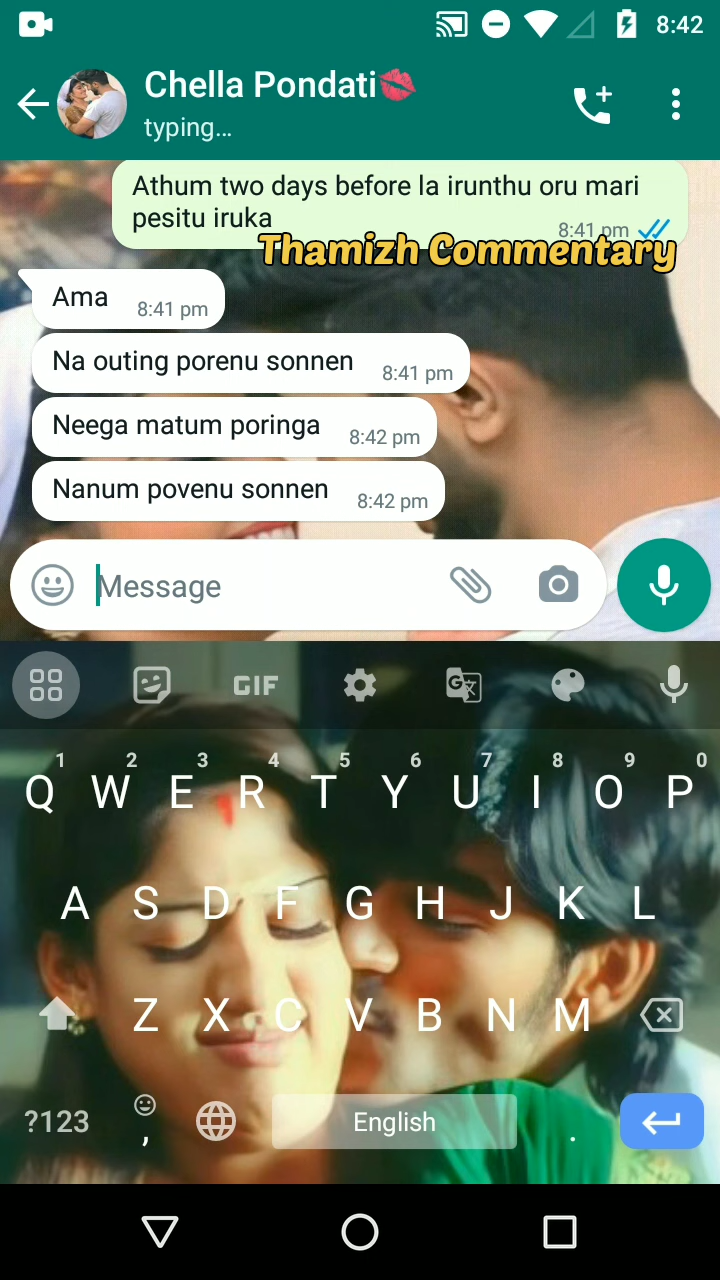 8:42
Chella Pondati💋
typing...
Athum two days before la irunthu oru mari
pesitu iruka
8:41 pm
Thamizh Commentary
Ama 8:41 pm
Na outing porenu sonnen 8:41 pm
Neega matum poringa 8:42 pm
Nanum povenu sonnen 8:42 pm
Message
GIF
1 2 3 4 5 6 7 8 9 0
Q W E R T Y U I O P
A S D F G H J K L
Z X C V B N M
?123 , English .